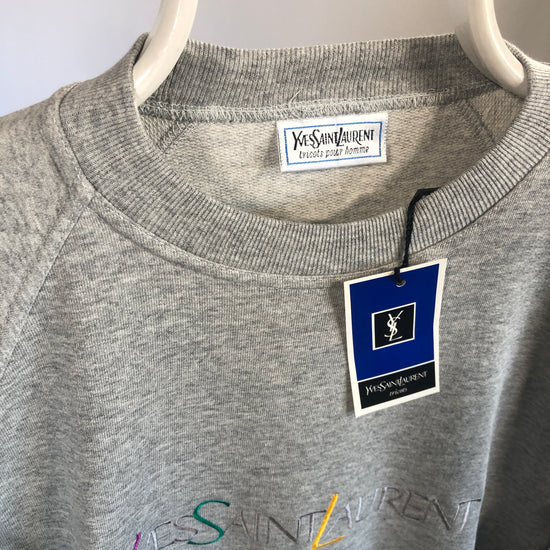 YVESSAINTLAURENT
tricots pour homme
YSL
YVESSAINTLAURENT
tricots
YVESSAINTLAURENT